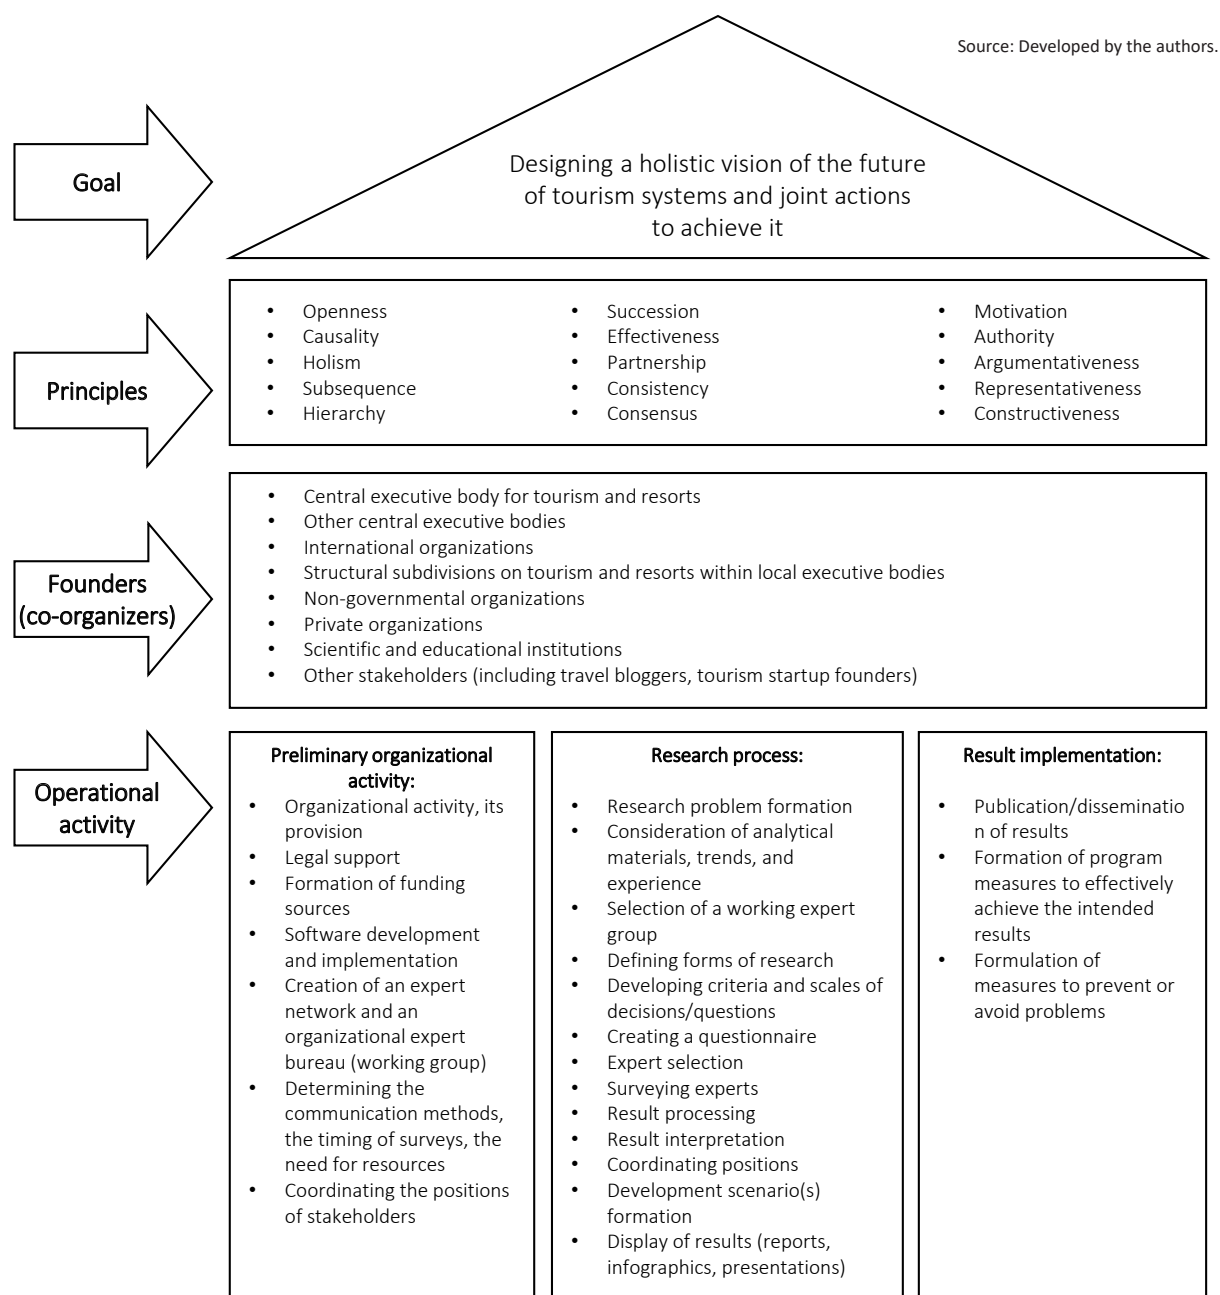 Source: Developed by the authors.
Goal
Designing a holistic vision of the future
of tourism systems and joint actions
to achieve it
Principles
• Openness
• Causality
• Holism
• Subsequence
• Hierarchy
• Succession
• Effectiveness
• Partnership
• Consistency
• Consensus
• Motivation
• Authority
• Argumentativeness
• Representativeness
• Constructiveness
Founders
(co-organizers)
• Central executive body for tourism and resorts
• Other central executive bodies
• International organizations
• Structural subdivisions on tourism and resorts within local executive bodies
• Non-governmental organizations
• Private organizations
• Scientific and educational institutions
• Other stakeholders (including travel bloggers, tourism startup founders)
Operational
activity
Preliminary organizational
activity:
• Organizational activity, its
provision
• Legal support
• Formation of funding
sources
• Software development
and implementation
• Creation of an expert
network and an
organizational expert
bureau (working group)
• Determining the
communication methods,
the timing of surveys, the
need for resources
• Coordinating the positions
of stakeholders
Research process:
• Research problem formation
• Consideration of analytical
materials, trends, and
experience
• Selection of a working expert
group
• Defining forms of research
• Developing criteria and scales of
decisions/questions
• Creating a questionnaire
• Expert selection
• Surveying experts
• Result processing
• Result interpretation
• Coordinating positions
• Development scenario(s)
formation
• Display of results (reports,
infographics, presentations)
Result implementation:
• Publication/disseminatio
n of results
• Formation of program
measures to effectively
achieve the intended
results
• Formulation of
measures to prevent or
avoid problems